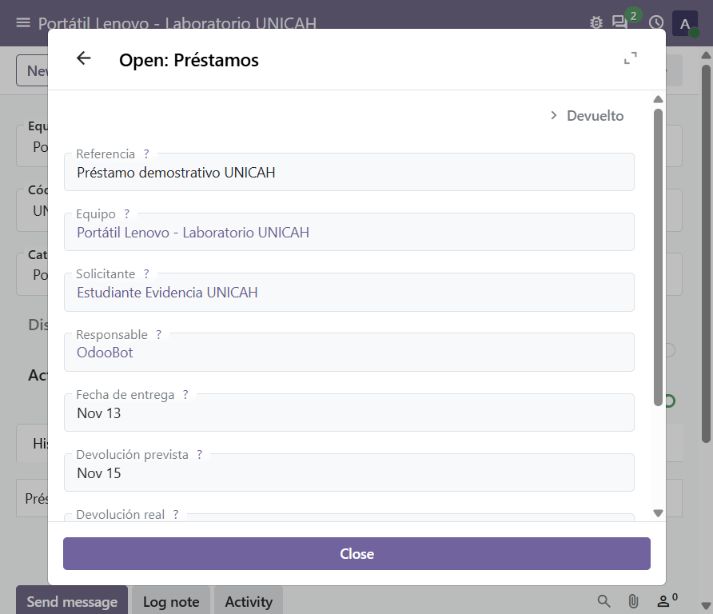 Portátil Lenovo - Laboratorio UNICAH
2
A
New
Open: Préstamos
Devuelto
Referencia ?
Préstamo demostrativo UNICAH
Equipo ?
Portátil Lenovo - Laboratorio UNICAH
Solicitante ?
Estudiante Evidencia UNICAH
Responsable ?
OdooBot
Fecha de entrega ?
Nov 13
Devolución prevista ?
Nov 15
Devolución real ?
Close
Send message
Log note
Activity
0